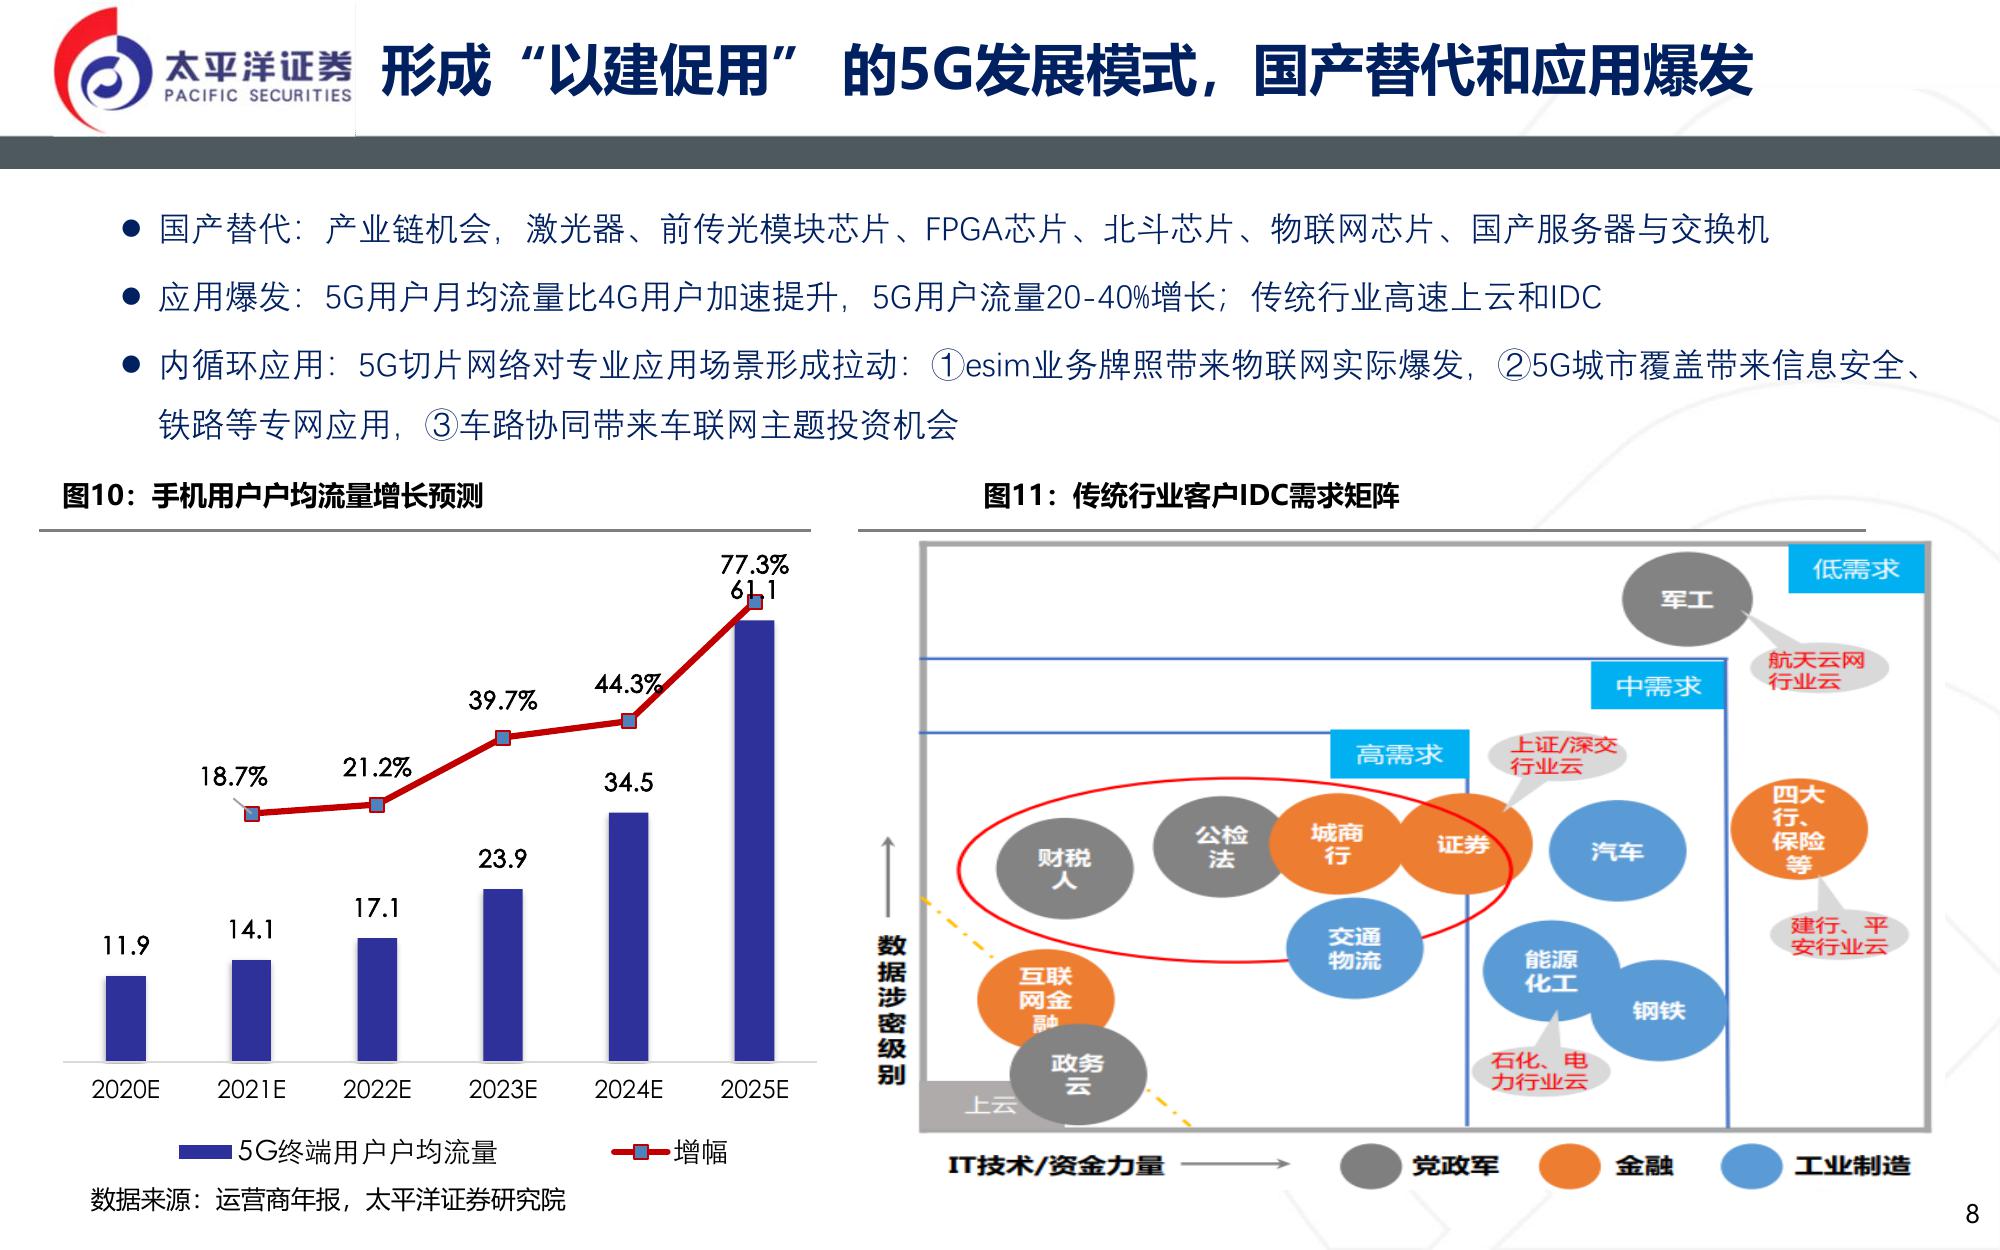 太平洋证券
PACIFIC SECURITIES
形成“以建促用” 的5G发展模式，国产替代和应用爆发
● 国产替代：产业链机会，激光器、前传光模块芯片、FPGA芯片、北斗芯片、物联网芯片、国产服务器与交换机
● 应用爆发：5G用户月均流量比4G用户加速提升，5G用户流量20-40%增长；传统行业高速上云和IDC
● 内循环应用：5G切片网络对专业应用场景形成拉动：①esim业务牌照带来物联网实际爆发，②5G城市覆盖带来信息安全、
铁路等专网应用，③车路协同带来车联网主题投资机会
图10：手机用户户均流量增长预测
77.3%
61.1
44.3%
39.7%
21.2%
18.7%
34.5
23.9
17.1
14.1
11.9
2020E 2021E 2022E 2023E 2024E 2025E
5G终端用户户均流量 增幅
数据来源：运营商年报，太平洋证券研究院
图11：传统行业客户IDC需求矩阵
低需求
军工
航天云网
行业云
中需求
高需求
上证/深交
行业云
财税
人
公检
法
城商
行
证券
汽车
四大
行、
保险
等
建行、平
安行业云
交通
物流
能源
化工
钢铁
石化、电
力行业云
互联
网金
融
政务
云
上云
数据涉密级别
IT技术/资金力量
党政军 金融 工业制造
8